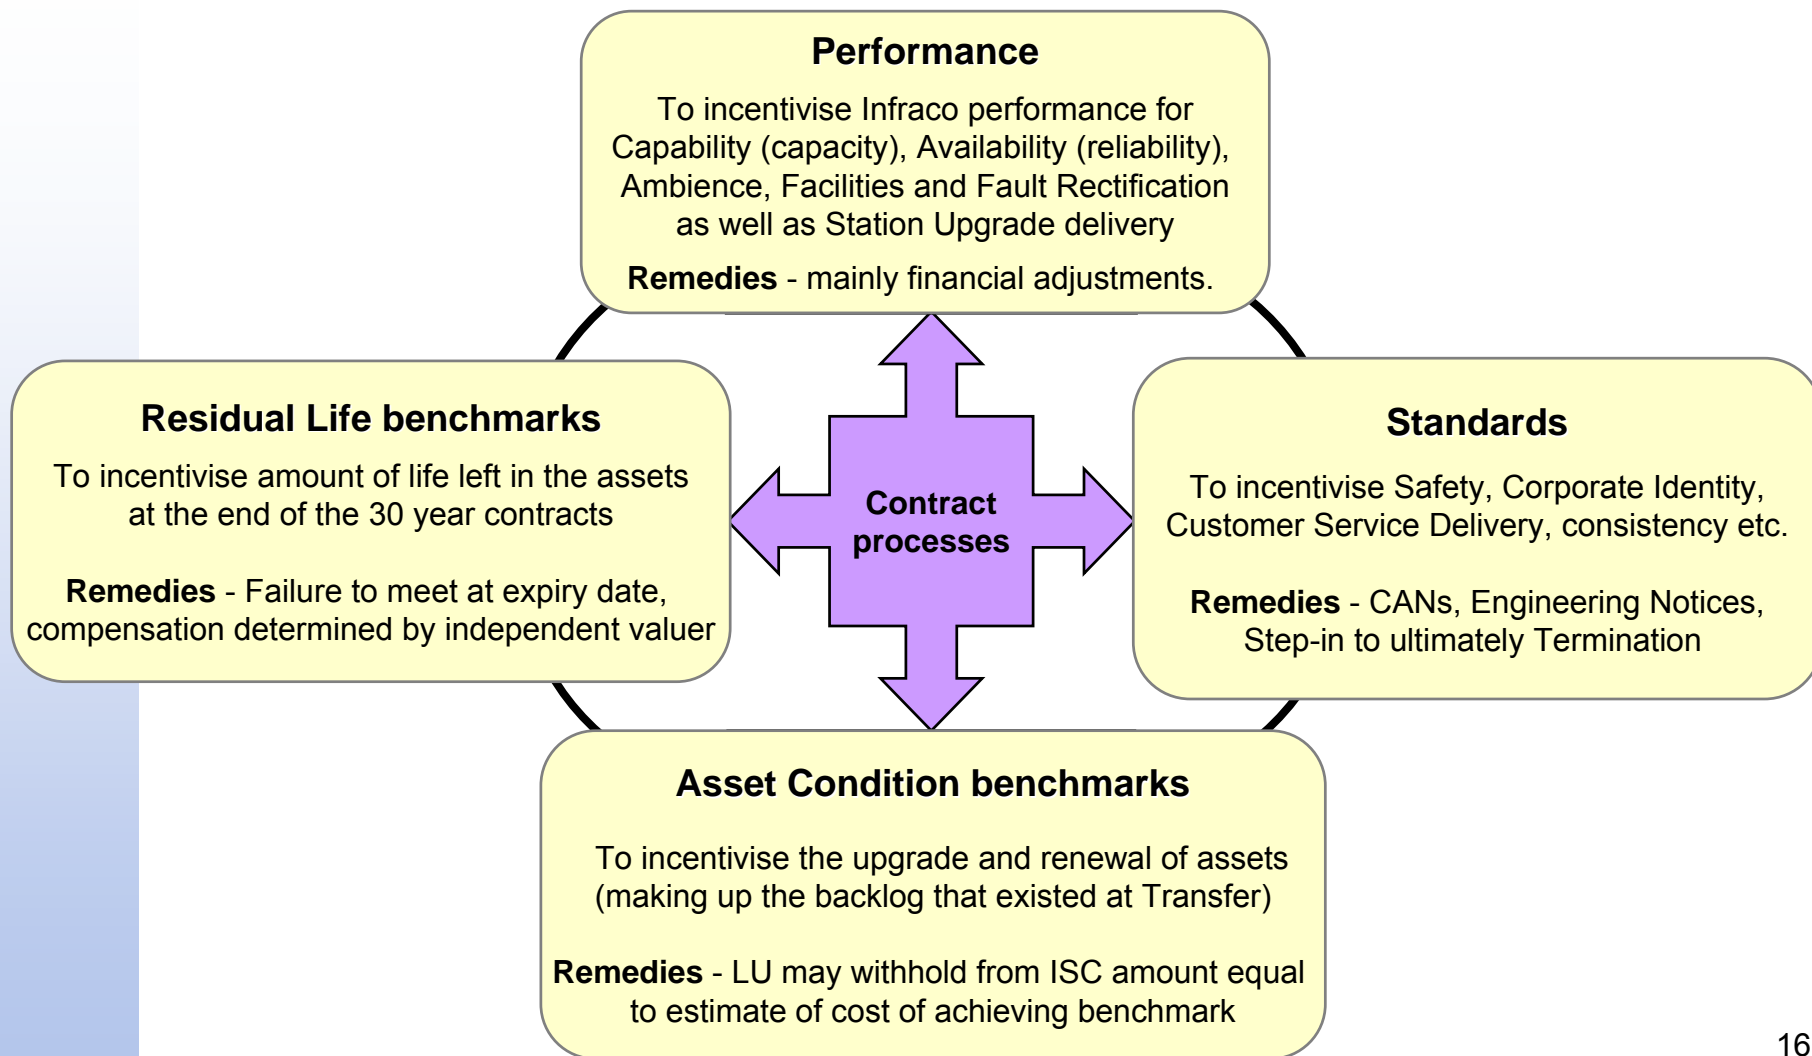 Performance
To incentivise Infraco performance for
Capability (capacity), Availability (reliability),
Ambience, Facilities and Fault Rectification
as well as Station Upgrade delivery
Remedies - mainly financial adjustments.
Residual Life benchmarks
To incentivise amount of life left in the assets
at the end of the 30 year contracts
Remedies - Failure to meet at expiry date,
compensation determined by independent valuer
Contract
processes
Standards
To incentivise Safety, Corporate Identity,
Customer Service Delivery, consistency etc.
Remedies - CANs, Engineering Notices,
Step-in to ultimately Termination
Asset Condition benchmarks
To incentivise the upgrade and renewal of assets
(making up the backlog that existed at Transfer)
Remedies - LU may withhold from ISC amount equal
to estimate of cost of achieving benchmark
16